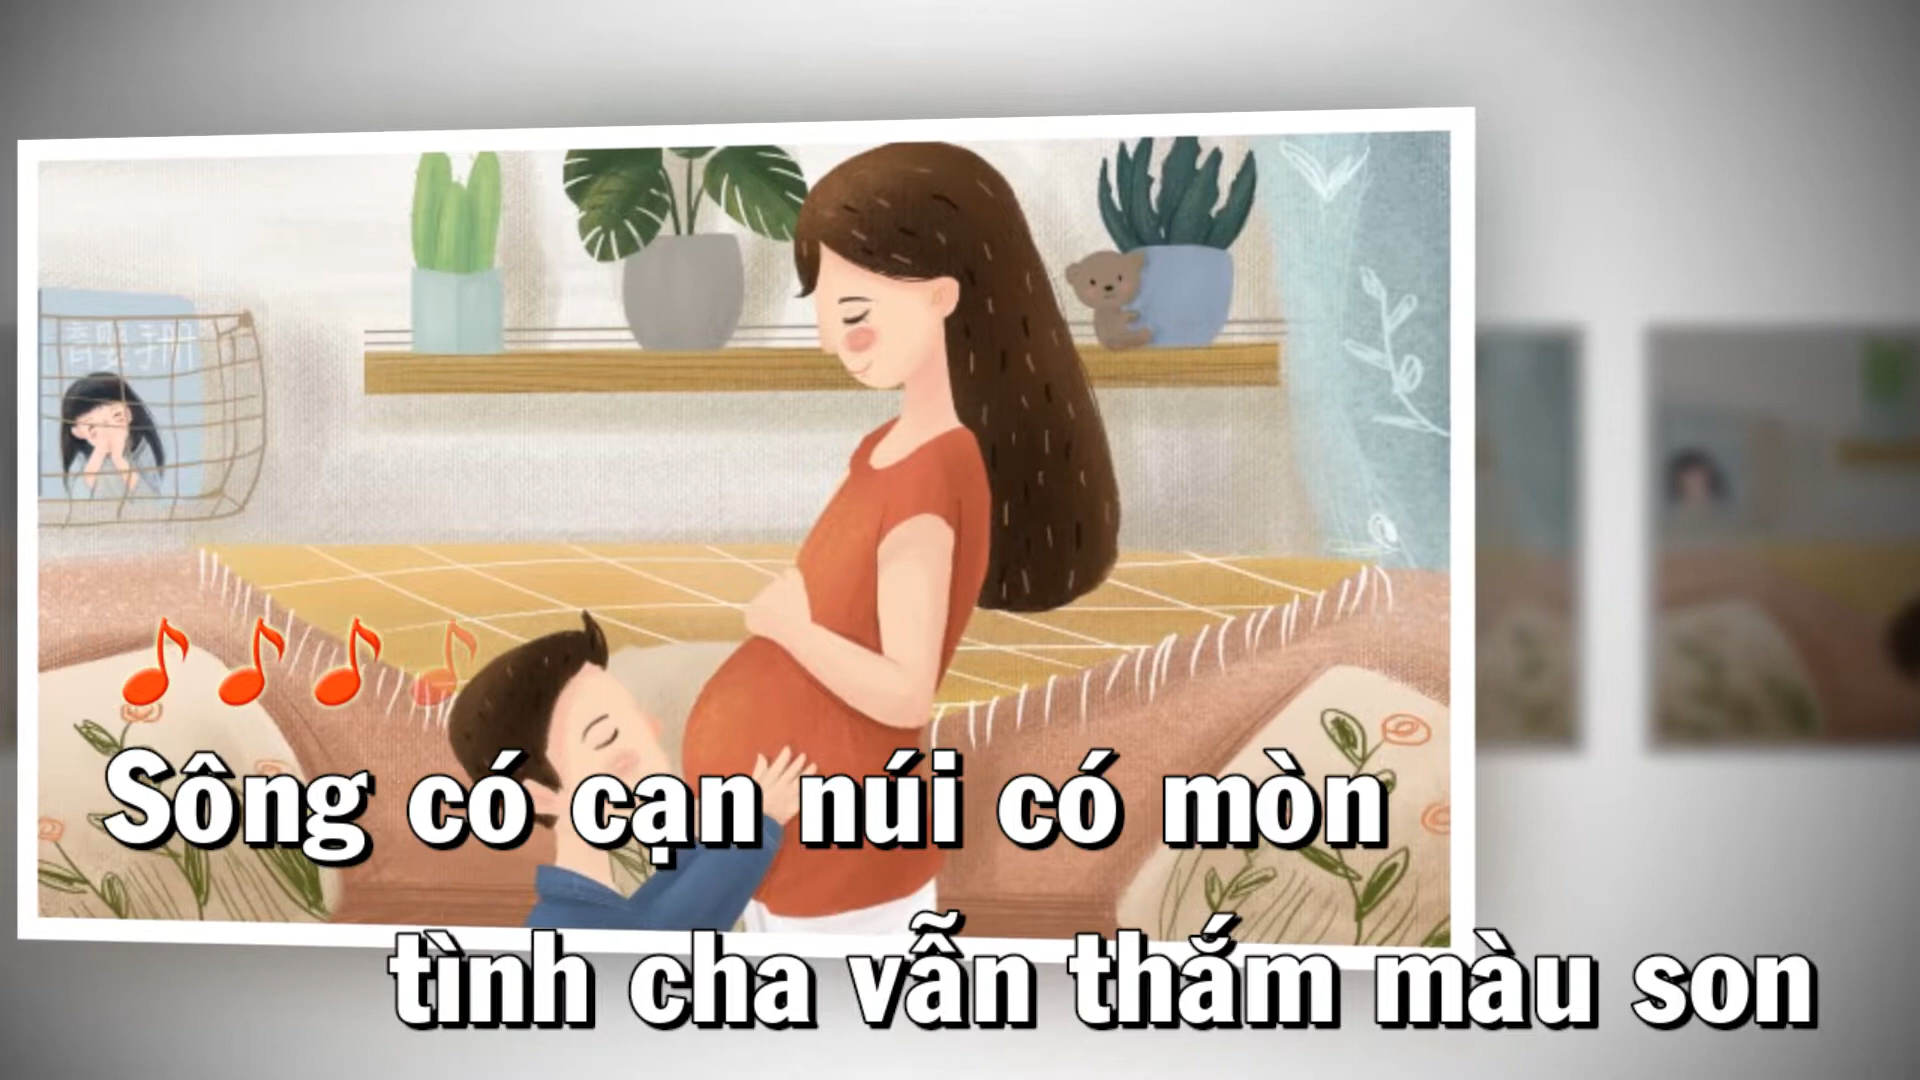 Sông có cạn núi có mòn
tình cha vẫn thắm màu son